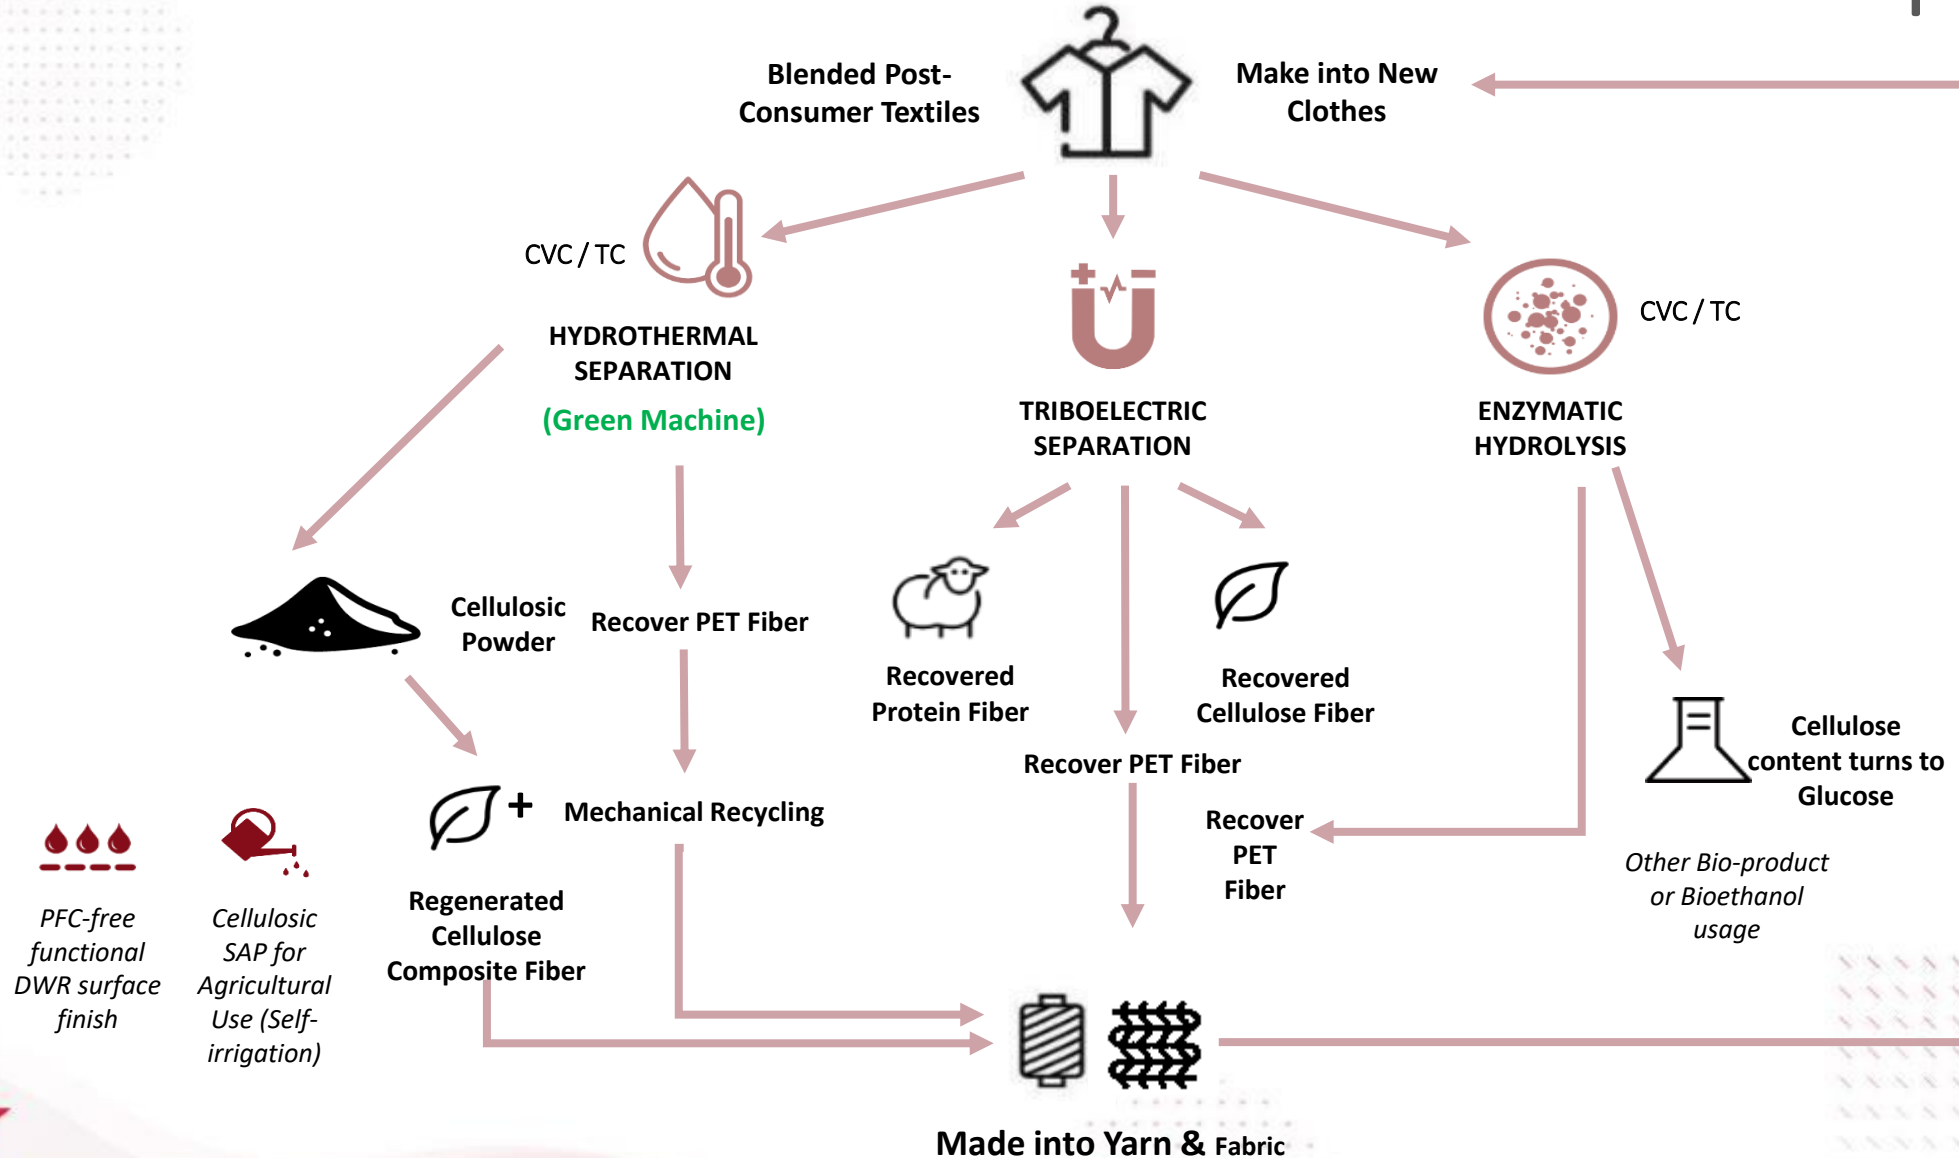 Blended Post-
Consumer Textiles
Make into New
Clothes
CVC / TC
HYDROTHERMAL
SEPARATION
(Green Machine)
TRIBOELECTRIC
SEPARATION
CVC / TC
ENZYMATIC
HYDROLYSIS
Cellulosic
Powder
Recover PET Fiber
Recovered
Protein Fiber
Recovered
Cellulose Fiber
Recover PET Fiber
Cellulose
content turns to
Glucose
+
Mechanical Recycling
Recover
PET
Fiber
Other Bio-product
or Bioethanol
usage
PFC-free
functional
DWR surface
finish
Cellulosic
SAP for
Agricultural
Use (Self-
irrigation)
Regenerated
Cellulose
Composite Fiber
Made into Yarn & Fabric